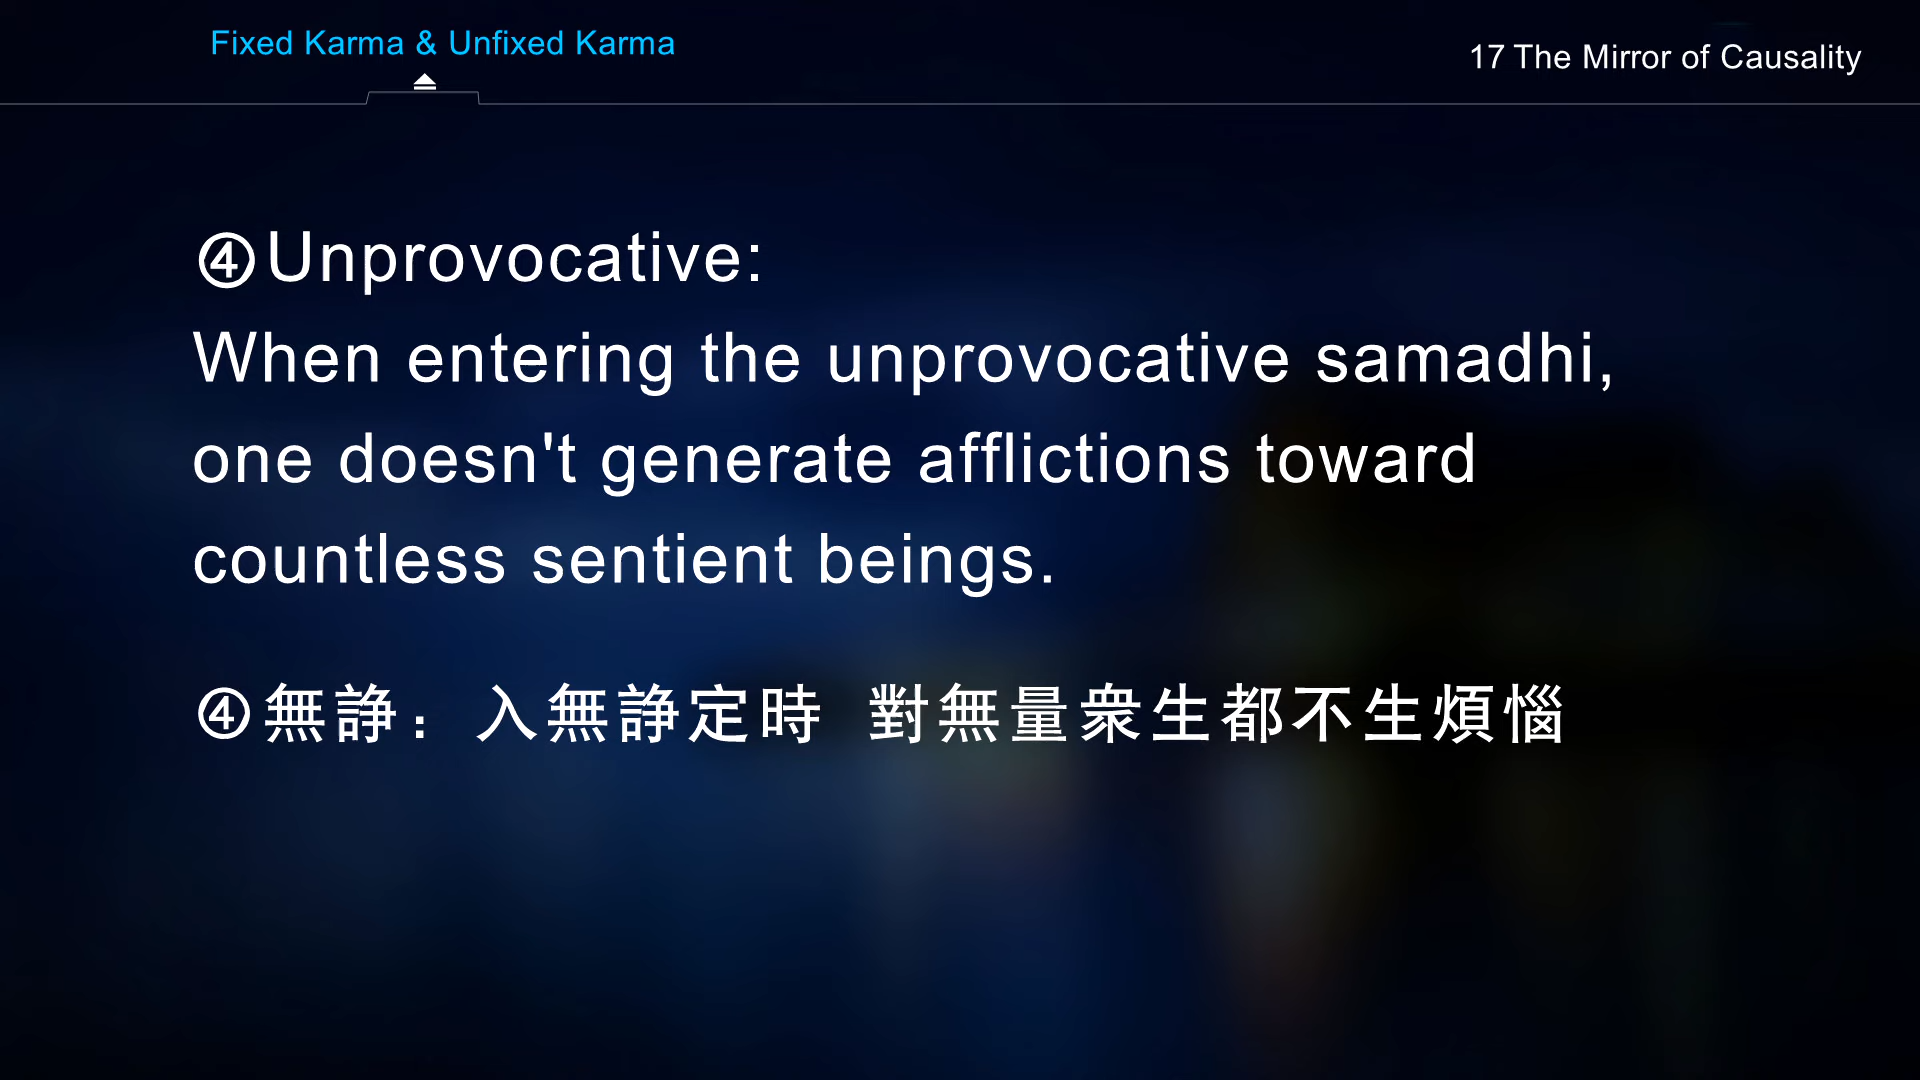 Fixed Karma & Unfixed Karma
17 The Mirror of Causality
④Unprovocative:
When entering the unprovocative samadhi,
one doesn't generate afflictions toward
countless sentient beings.
④無諍：入無諍定時 對無量眾生都不生煩惱